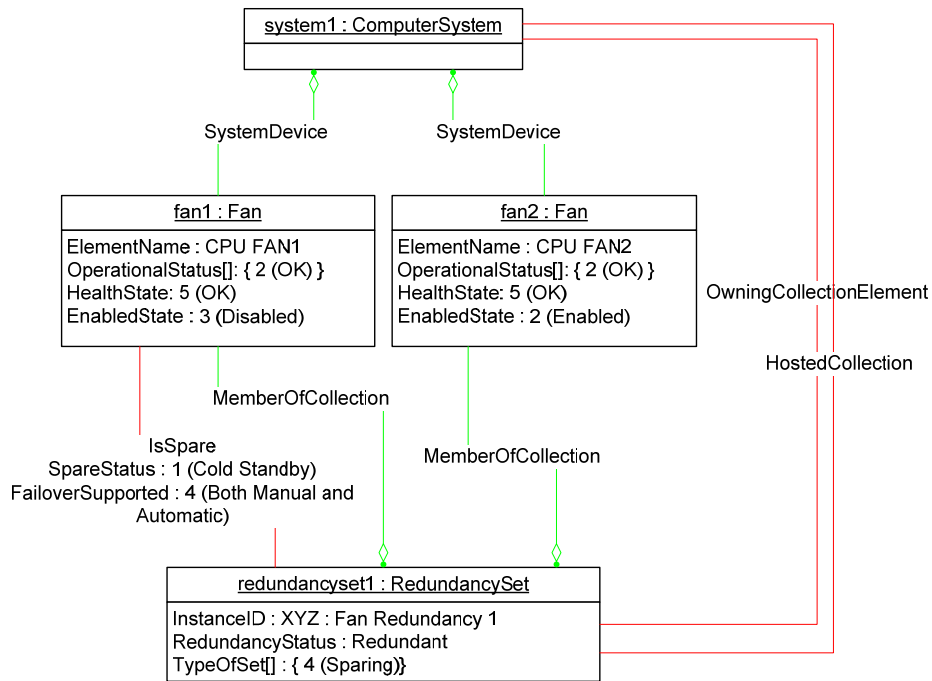 system1 : ComputerSystem
SystemDevice
SystemDevice
fan1 : Fan
ElementName : CPU FAN1
OperationalStatus[]: { 2 (OK) }
HealthState: 5 (OK)
EnabledState : 3 (Disabled)
fan2 : Fan
ElementName : CPU FAN2
OperationalStatus[]: { 2 (OK) }
HealthState: 5 (OK)
EnabledState : 2 (Enabled)
OwningCollectionElement
HostedCollection
MemberOfCollection
IsSpare
SpareStatus : 1 (Cold Standby)
FailoverSupported : 4 (Both Manual and
Automatic)
MemberOfCollection
redundancyset1 : RedundancySet
InstanceID : XYZ : Fan Redundancy 1
RedundancyStatus : Redundant
TypeOfSet[] : { 4 (Sparing)}